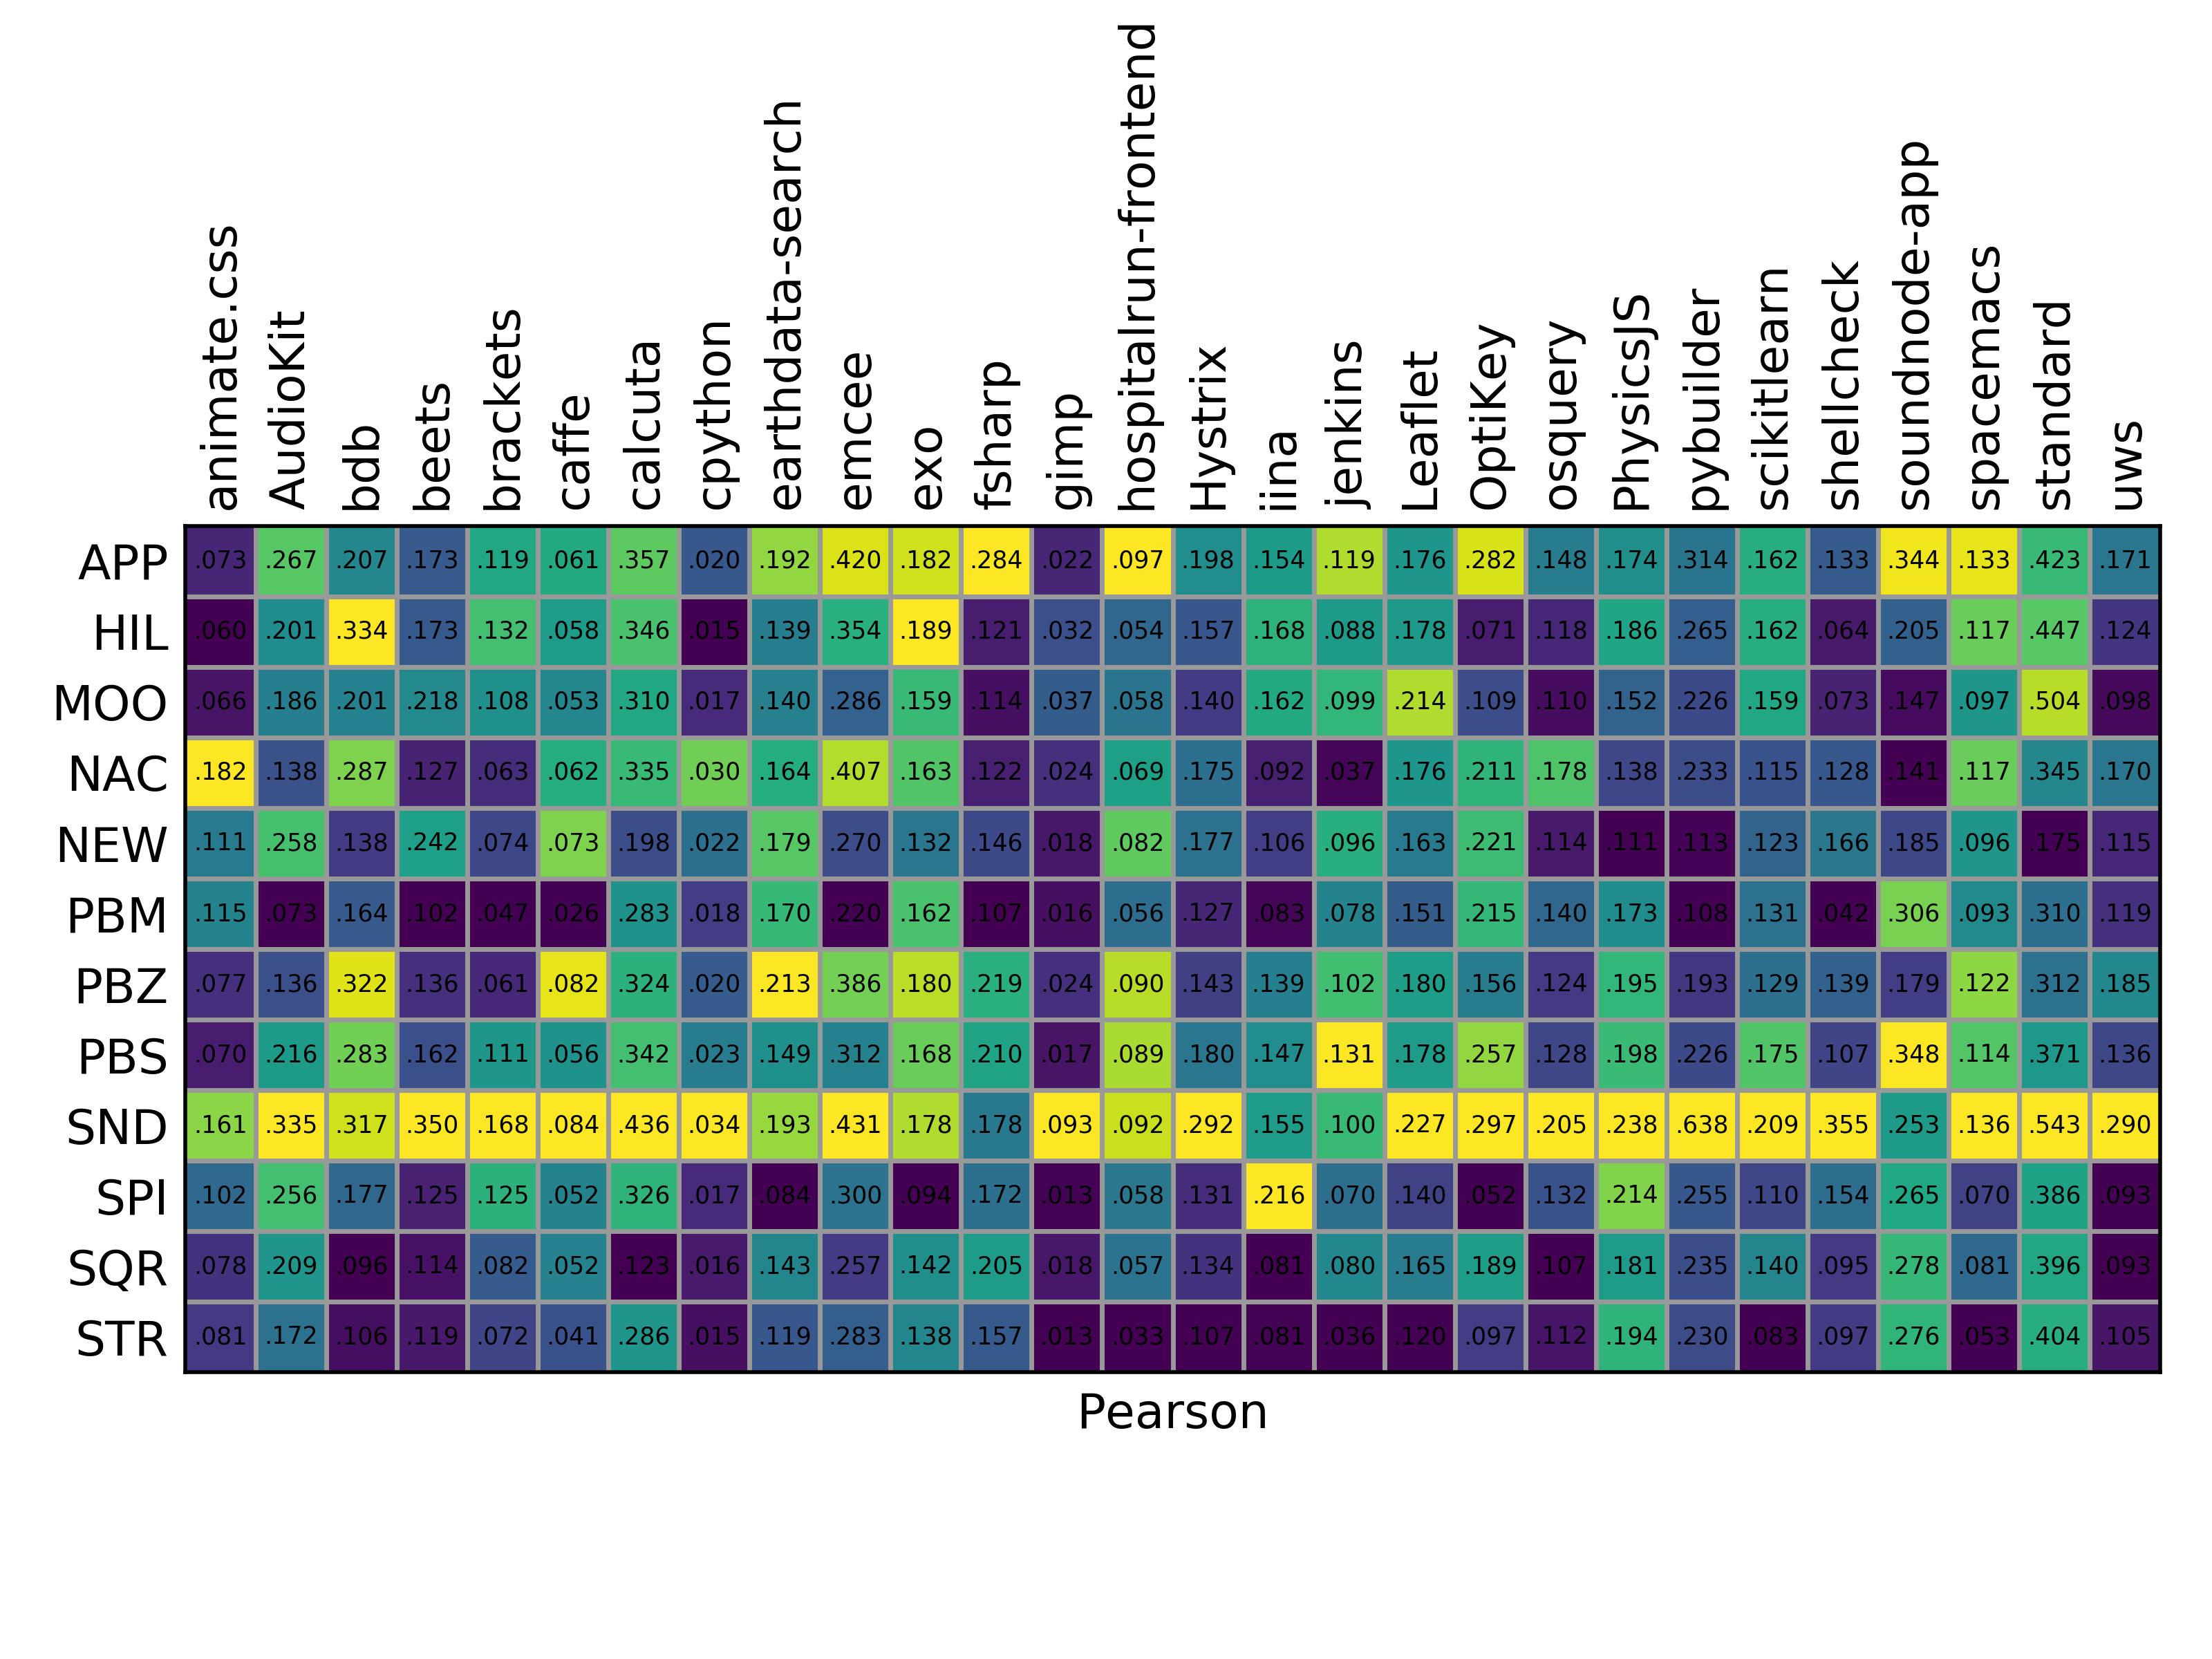 animate.css AudioKit bdb beets brackets caffe calcuta cpython earthdata-search emcee exo fsharp gimp hospitalrun-frontend Hystrix iina jenkins Leaflet OptiKey osquery PhysicsJS pybuilder scikitlearn shellcheck soundnode-app spacemacs standard uws
APP .073 .267 .207 .173 .119 .061 .357 .020 .192 .420 .182 .284 .022 .097 .198 .154 .119 .176 .282 .148 .174 .314 .162 .133 .344 .133 .423 .171
HIL .060 .201 .334 .173 .132 .058 .346 .015 .139 .354 .189 .121 .032 .054 .157 .168 .088 .178 .071 .118 .186 .265 .162 .064 .205 .117 .447 .124
MOO .066 .186 .201 .218 .108 .053 .310 .017 .140 .286 .159 .114 .037 .058 .140 .162 .099 .214 .109 .110 .152 .226 .159 .073 .147 .097 .504 .098
NAC .182 .138 .287 .127 .063 .062 .335 .030 .164 .407 .163 .122 .024 .069 .175 .092 .037 .176 .211 .178 .138 .233 .115 .128 .141 .117 .345 .170
NEW .111 .258 .138 .242 .074 .073 .198 .022 .179 .270 .132 .146 .018 .082 .177 .106 .096 .163 .221 .114 .111 .113 .123 .166 .185 .096 .175 .115
PBM .115 .073 .164 .102 .047 .026 .283 .018 .170 .220 .162 .107 .016 .056 .127 .083 .078 .151 .215 .140 .173 .108 .131 .042 .306 .093 .310 .119
PBZ .077 .136 .322 .136 .061 .082 .324 .020 .213 .386 .180 .219 .024 .090 .143 .139 .102 .180 .156 .124 .195 .193 .129 .139 .179 .122 .312 .185
PBS .070 .216 .283 .162 .111 .056 .342 .023 .149 .312 .168 .210 .017 .089 .180 .147 .131 .178 .257 .128 .198 .226 .175 .107 .348 .114 .371 .136
SND .161 .335 .317 .350 .168 .084 .436 .034 .193 .431 .178 .178 .093 .092 .292 .155 .100 .227 .297 .205 .238 .638 .209 .355 .253 .136 .543 .290
SPI .102 .256 .177 .125 .125 .052 .326 .017 .084 .300 .094 .172 .013 .058 .131 .216 .070 .140 .052 .132 .214 .255 .110 .154 .265 .070 .386 .093
SQR .078 .209 .096 .114 .082 .052 .123 .016 .143 .257 .142 .205 .018 .057 .134 .081 .080 .165 .189 .107 .181 .235 .140 .095 .278 .081 .396 .093
STR .081 .172 .106 .119 .072 .041 .286 .015 .119 .283 .138 .157 .013 .033 .107 .081 .036 .120 .097 .112 .194 .230 .083 .097 .276 .053 .404 .105
Pearson